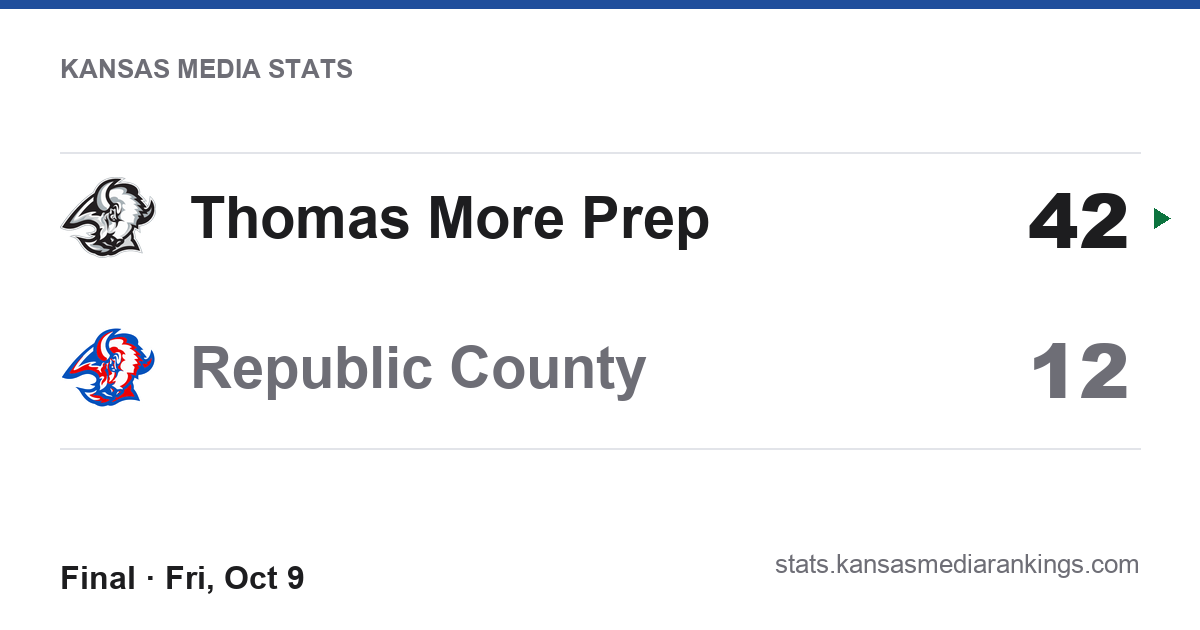 KANSAS MEDIA STATS
Thomas More Prep 42
Republic County 12
Final · Fri, Oct 9
stats.kansasmediarankings.com